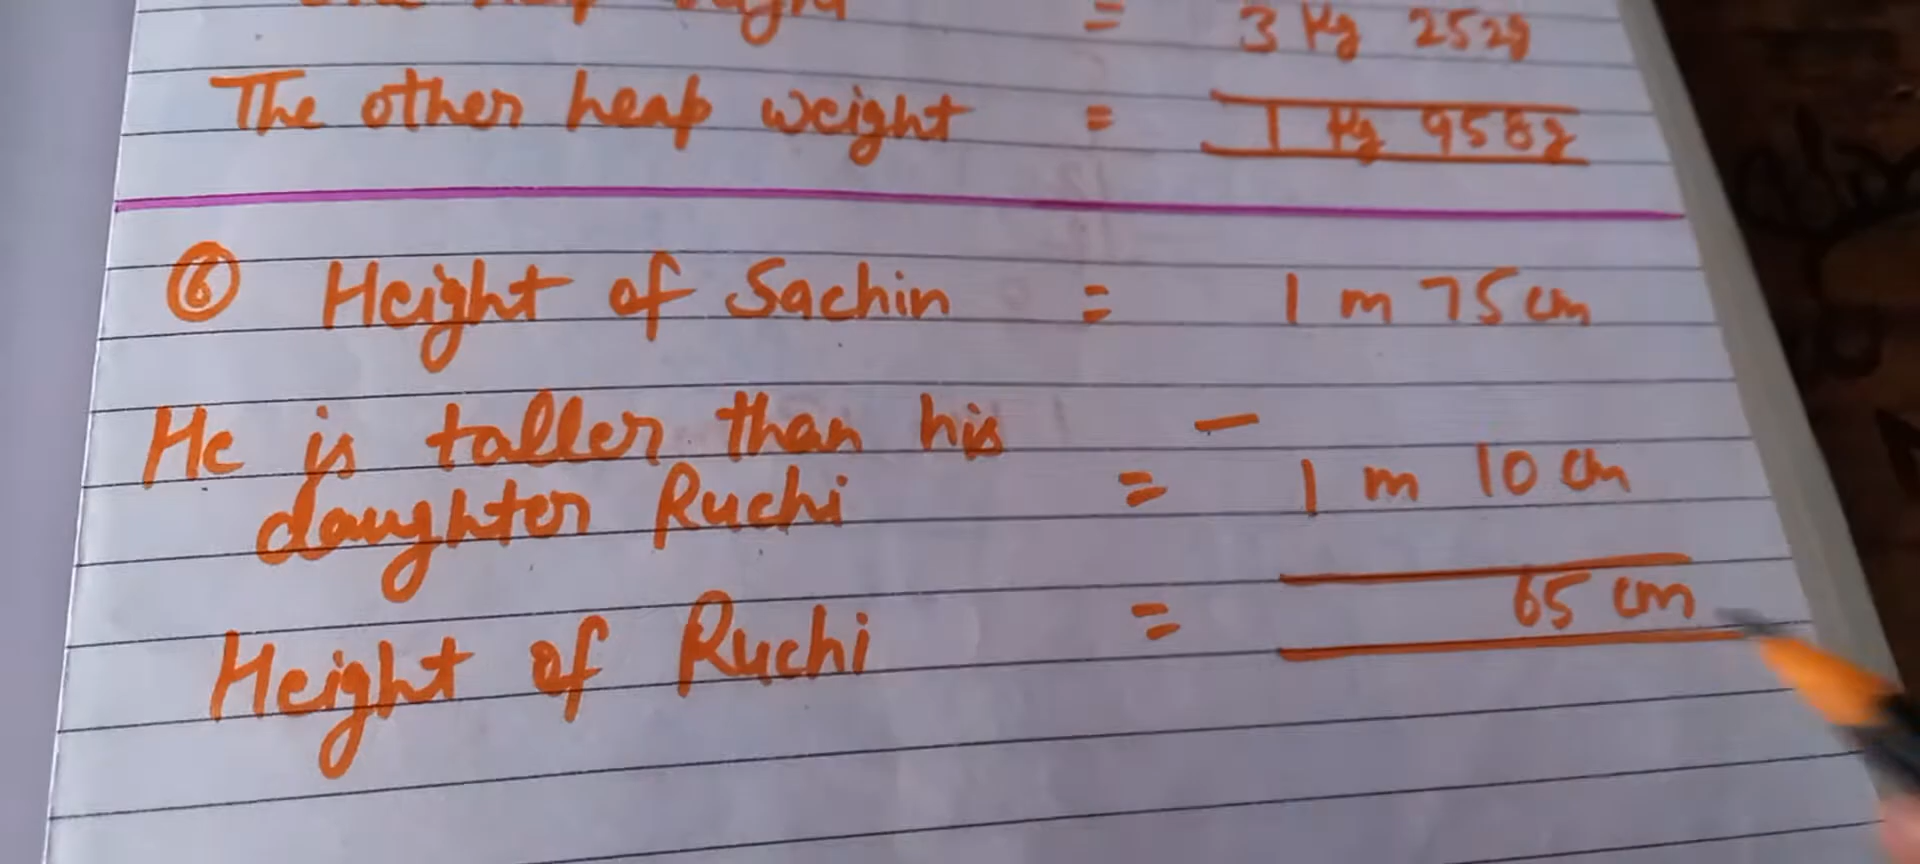 = 3 Kg 252g
The other heap weight = 1 Kg 958g
6 Height of Sachin = 1 m 75 cm
He is taller than his -
daughter Ruchi = 1 m 10 cm
Height of Ruchi = 65 cm